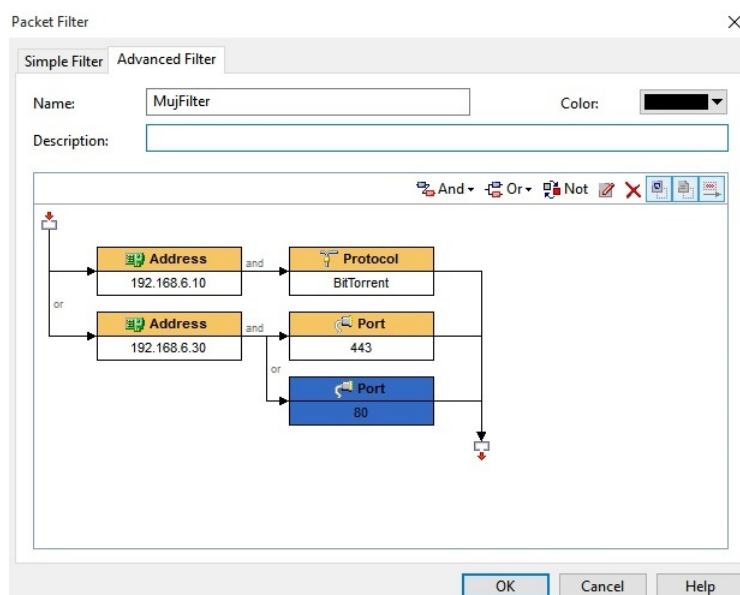 Packet Filter
Simple Filter Advanced Filter
Name: MujFilter Color:
Description:
And Or Not
Address and Protocol
192.168.6.10 BitTorrent
or
Address and Port
192.168.6.30 443
or
Port
80
OK Cancel Help